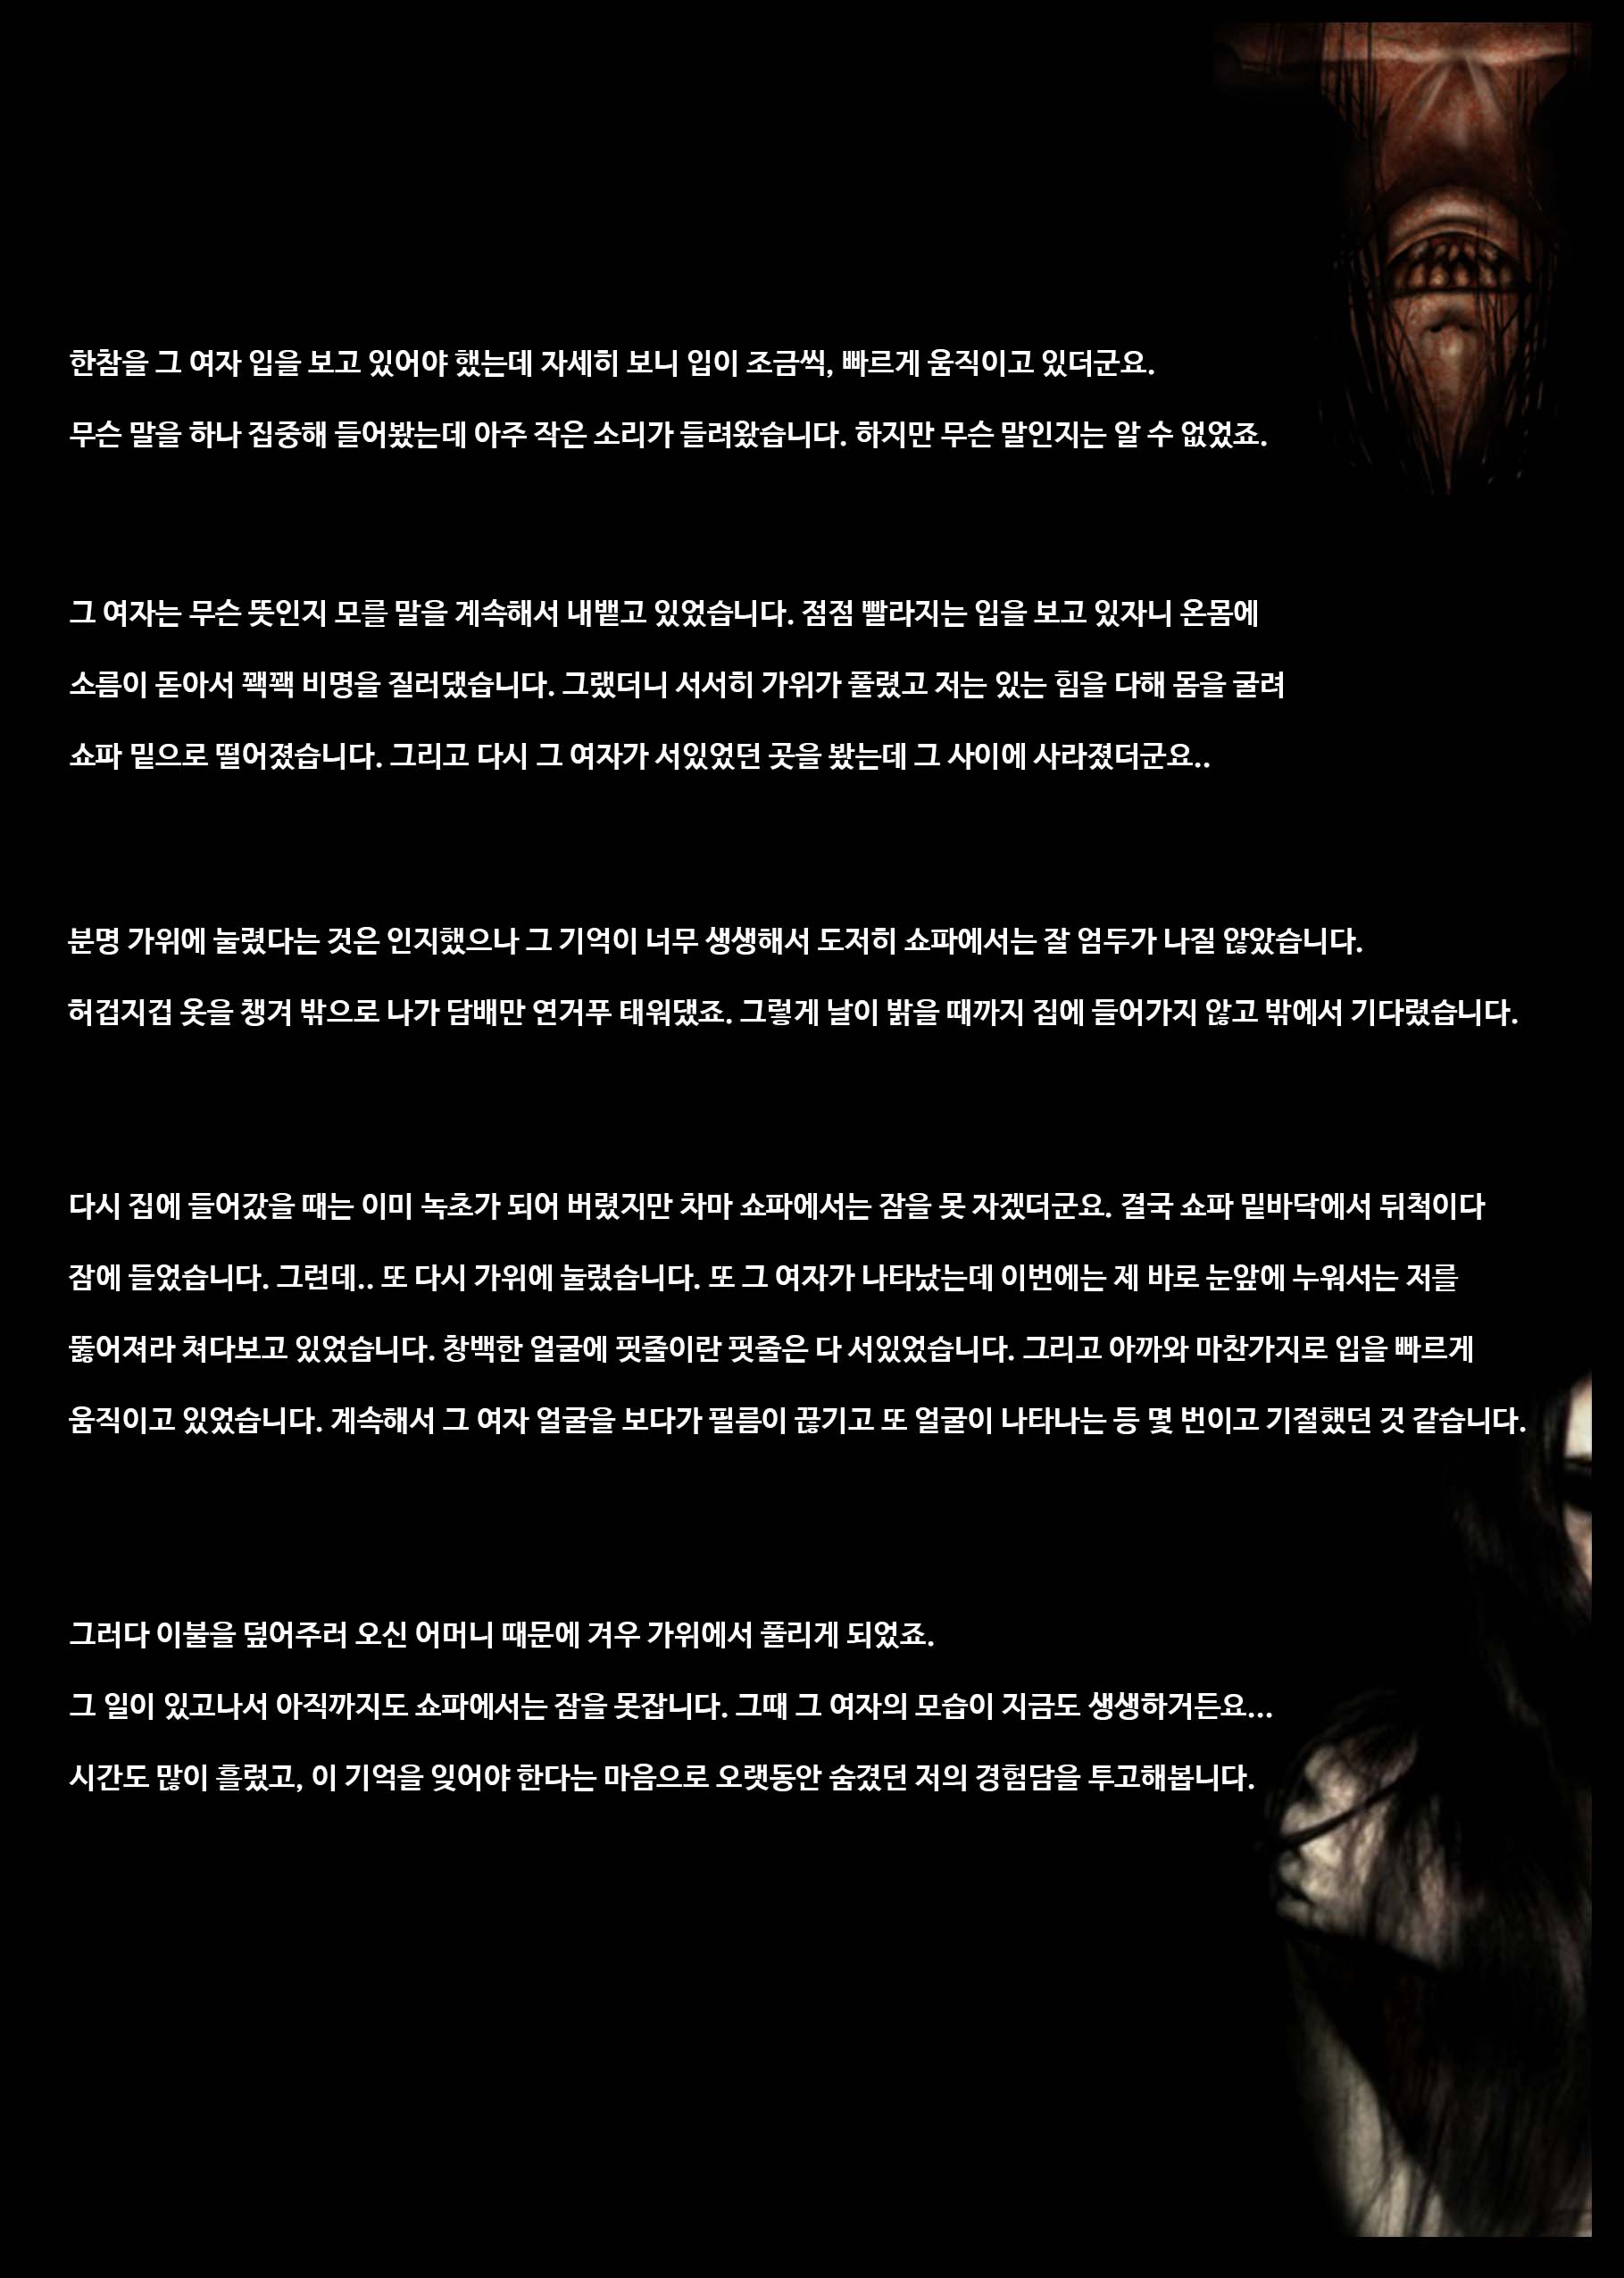 한참을 그 여자 입을 보고 있어야 했는데 자세히 보니 입이 조금씩, 빠르게 움직이고 있더군요.
무슨 말을 하나 집중해 들어봤는데 아주 작은 소리가 들려왔습니다. 하지만 무슨 말인지는 알 수 없었죠.
그 여자는 무슨 뜻인지 모를 말을 계속해서 내뱉고 있었습니다. 점점 빨라지는 입을 보고 있자니 온몸에
소름이 돋아서 꽥꽥 비명을 질러댔습니다. 그랬더니 서서히 가위가 풀렸고 저는 있는 힘을 다해 몸을 굴려
쇼파 밑으로 떨어졌습니다. 그리고 다시 그 여자가 서있었던 곳을 봤는데 그 사이에 사라졌더군요..
분명 가위에 눌렸다는 것은 인지했으나 그 기억이 너무 생생해서 도저히 쇼파에서는 잘 엄두가 나질 않았습니다.
허겁지겁 옷을 챙겨 밖으로 나가 담배만 연거푸 태워댔죠. 그렇게 날이 밝을 때까지 집에 들어가지 않고 밖에서 기다렸습니다.
다시 집에 들어갔을 때는 이미 녹초가 되어 버렸지만 차마 쇼파에서는 잠을 못 자겠더군요. 결국 쇼파 밑바닥에서 뒤척이다
잠에 들었습니다. 그런데.. 또 다시 가위에 눌렸습니다. 또 그 여자가 나타났는데 이번에는 제 바로 눈앞에 누워서는 저를
뚫어져라 쳐다보고 있었습니다. 창백한 얼굴에 핏줄이란 핏줄은 다 서있었습니다. 그리고 아까와 마찬가지로 입을 빠르게
움직이고 있었습니다. 계속해서 그 여자 얼굴을 보다가 필름이 끊기고 또 얼굴이 나타나는 등 몇 번이고 기절했던 것 같습니다.
그러다 이불을 덮어주러 오신 어머니 때문에 겨우 가위에서 풀리게 되었죠.
그 일이 있고나서 아직까지도 쇼파에서는 잠을 못잡니다. 그때 그 여자의 모습이 지금도 생생하거든요...
시간도 많이 흘렀고, 이 기억을 잊어야 한다는 마음으로 오랫동안 숨겼던 저의 경험담을 투고해봅니다.